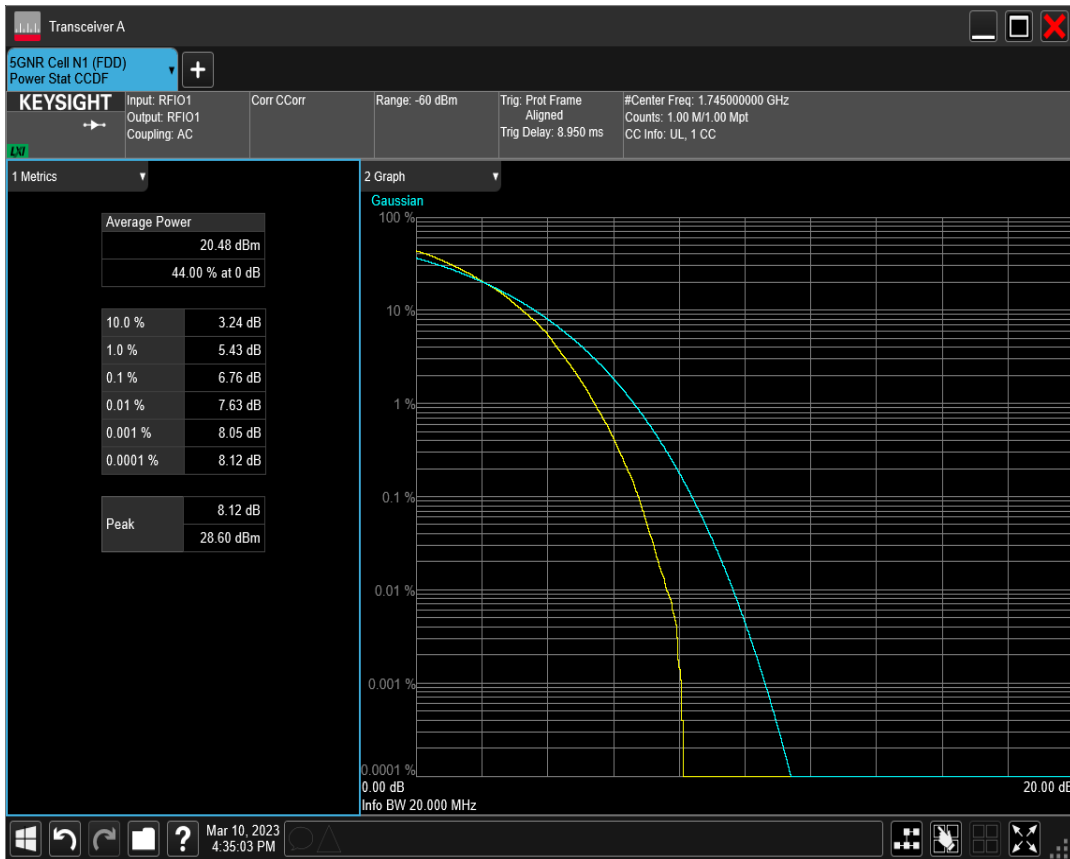 Transceiver A
5GNR Cell N1 (FDD)
Power Stat CCDF
+
KEYSIGHT
LXI
Input: RFIO1
Output: RFIO1
Coupling: AC
Corr CCorr
Range: -60 dBm
Trig: Prot Frame
Aligned
Trig Delay: 8.950 ms
#Center Freq: 1.745000000 GHz
Counts: 1.00 M/1.00 Mpt
CC Info: UL, 1 CC
1 Metrics
Average Power
20.48 dBm
44.00 % at 0 dB
10.0 % 3.24 dB
1.0 % 5.43 dB
0.1 % 6.76 dB
0.01 % 7.63 dB
0.001 % 8.05 dB
0.0001 % 8.12 dB
Peak
8.12 dB
28.60 dBm
2 Graph
Gaussian
100 %
10 %
1 %
0.1 %
0.01 %
0.001 %
0.0001 %
0.00 dB 20.00 dB
Info BW 20.000 MHz
?
Mar 10, 2023
4:35:03 PM